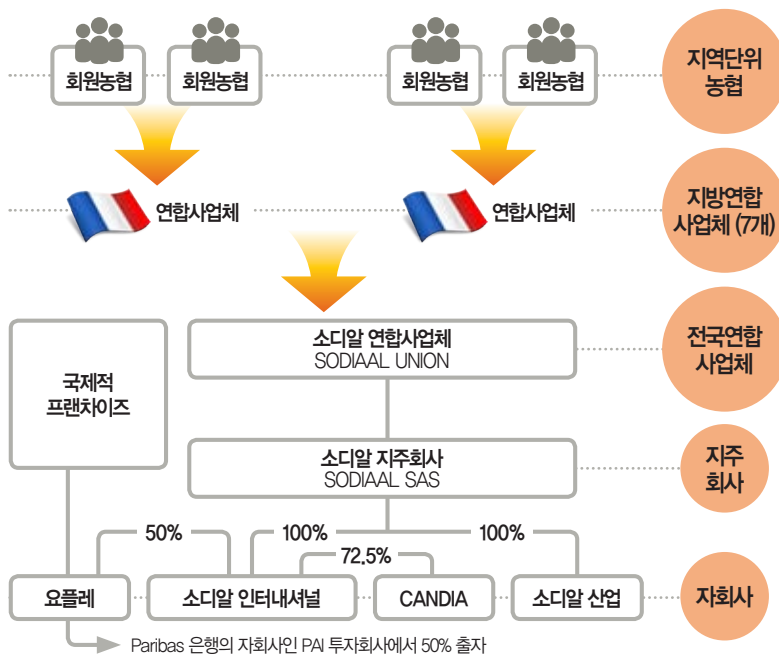 회원농협
회원농협
회원농협
회원농협
지역단위
농협
연합사업체
연합사업체
지방연합
사업체 (7개)
국제적
프랜차이즈
소디알 연합사업체
SODIAAL UNION
전국연합
사업체
소디알 지주회사
SODIAAL SAS
지주
회사
50%
100%
100%
72.5%
요플레
소디알 인터내셔널
CANDIA
소디알 산업
자회사
Paribas 은행의 자회사인 PAI 투자회사에서 50% 출자